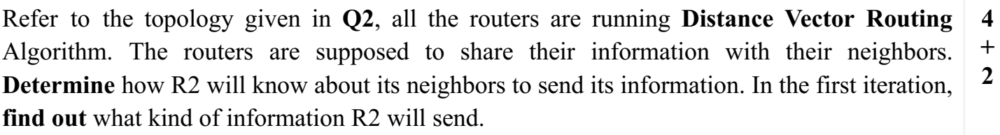 Refer to the topology given in Q2, all the routers are running Distance Vector Routing
Algorithm. The routers are supposed to share their information with their neighbors.
Determine how R2 will know about its neighbors to send its information. In the first iteration,
find out what kind of information R2 will send.
4
+
2